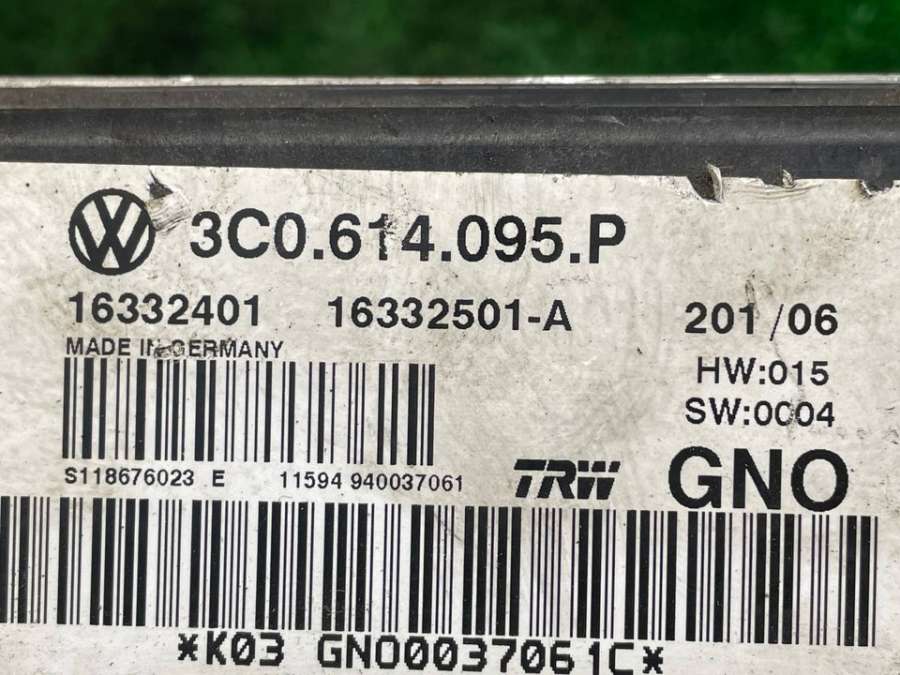 3C0.614.095.P
16332401 16332501-A 201/06
MADE IN GERMANY
HW:015
SW:0004
S118676023 E 11594 940037061
TRW GNO
*K03 GNO0037061C*